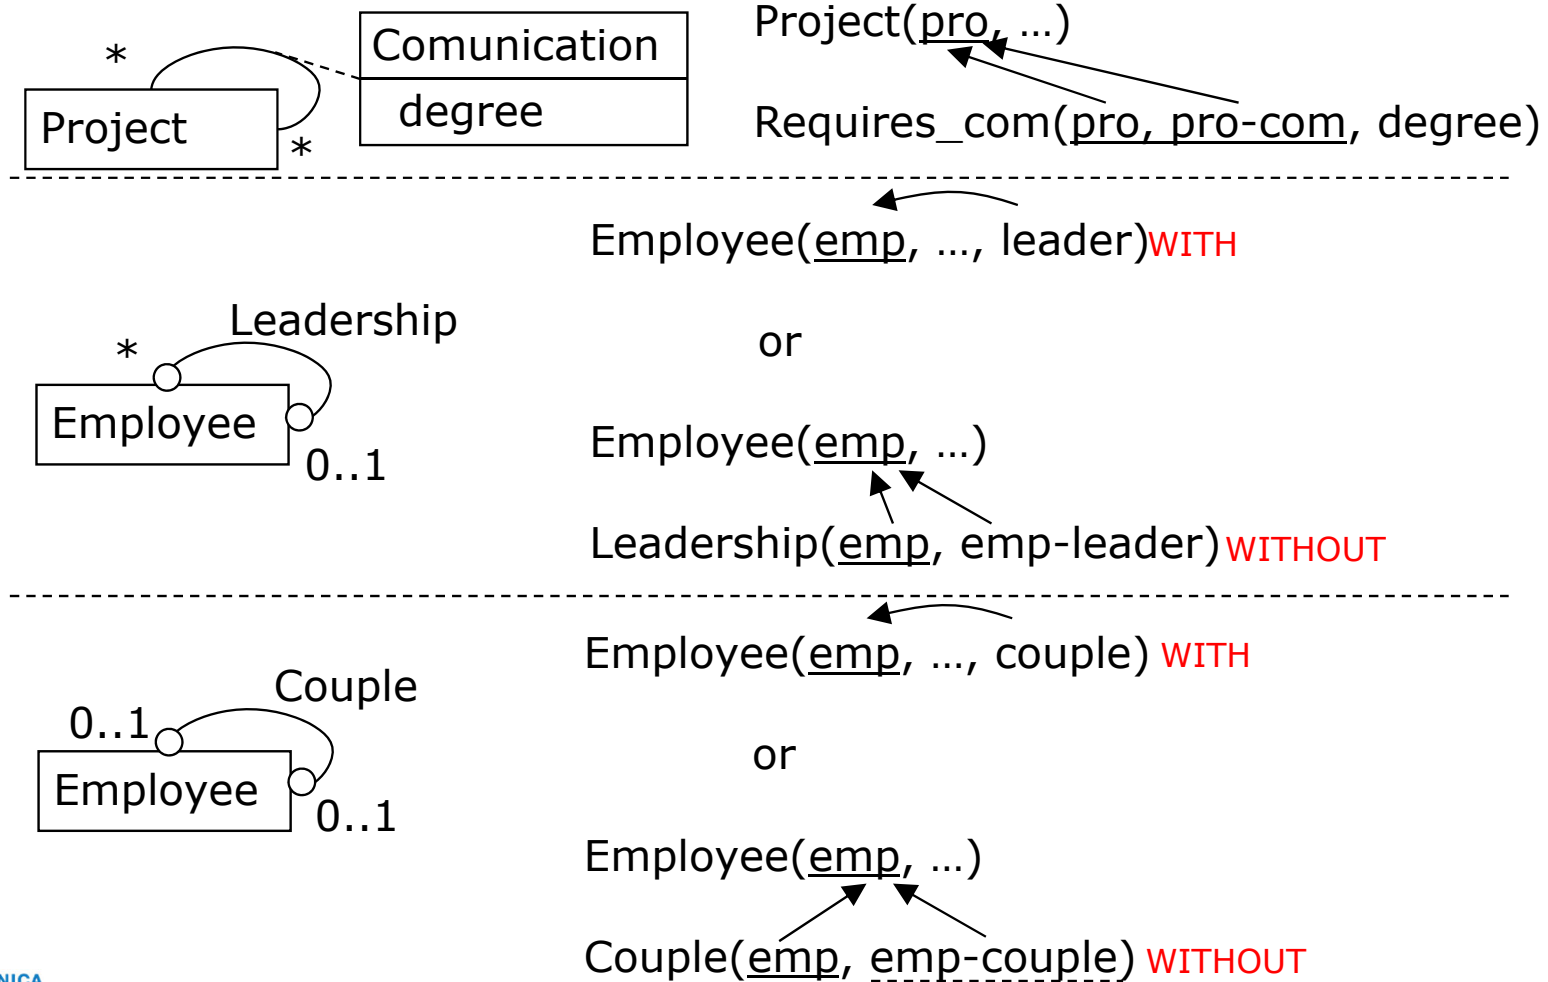 *
Comunication
degree
Project
*
Project(pro, …)
Requires_com(pro, pro-com, degree)
Employee(emp, …, leader)WITH
Leadership
*
Employee
0..1
or
Employee(emp, …)
Leadership(emp, emp-leader) WITHOUT
Employee(emp, …, couple) WITH
Couple
0..1
Employee
0..1
or
Employee(emp, …)
Couple(emp, emp-couple) WITHOUT